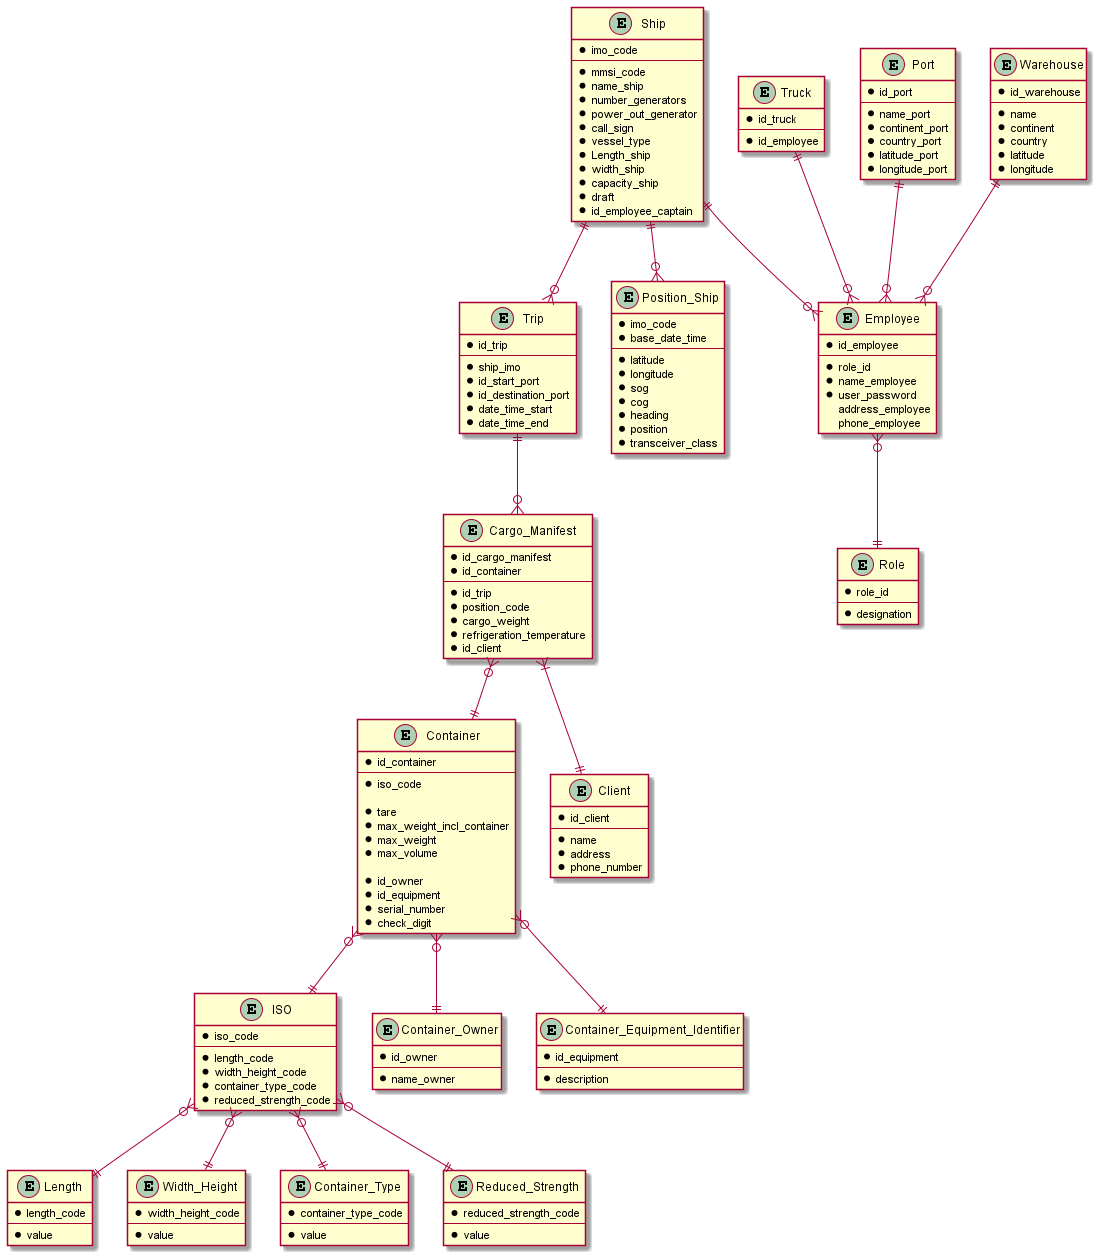 E Ship
imo_code
mmsi_code
name_ship
number_generators
power_out_generator
call_sign
vessel_type
Length_ship
width_ship
capacity_ship
draft
id_employee_captain
E Truck
id_truck
id_employee
E Port
id_port
name_port
continent_port
country_port
latitude_port
longitude_port
E Warehouse
id_warehouse
name
continent
country
latitude
longitude
E Trip
id_trip
ship_imo
id_start_port
id_destination_port
date_time_start
date_time_end
E Position_Ship
imo_code
base_date_time
latitude
longitude
sog
cog
heading
position
transceiver_class
E Employee
id_employee
role_id
name_employee
user_password
address_employee
phone_employee
E Cargo_Manifest
id_cargo_manifest
id_container
id_trip
position_code
cargo_weight
refrigeration_temperature
id_client
E Role
role_id
designation
E Container
id_container
iso_code
tare
max_weight_incl_container
max_weight
max_volume
id_owner
id_equipment
serial_number
check_digit
E Client
id_client
name
address
phone_number
E ISO
iso_code
length_code
width_height_code
container_type_code
reduced_strength_code
E Container_Owner
id_owner
name_owner
E Container_Equipment_Identifier
id_equipment
description
E Length
length_code
value
E Width_Height
width_height_code
value
E Container_Type
container_type_code
value
E Reduced_Strength
reduced_strength_code
value